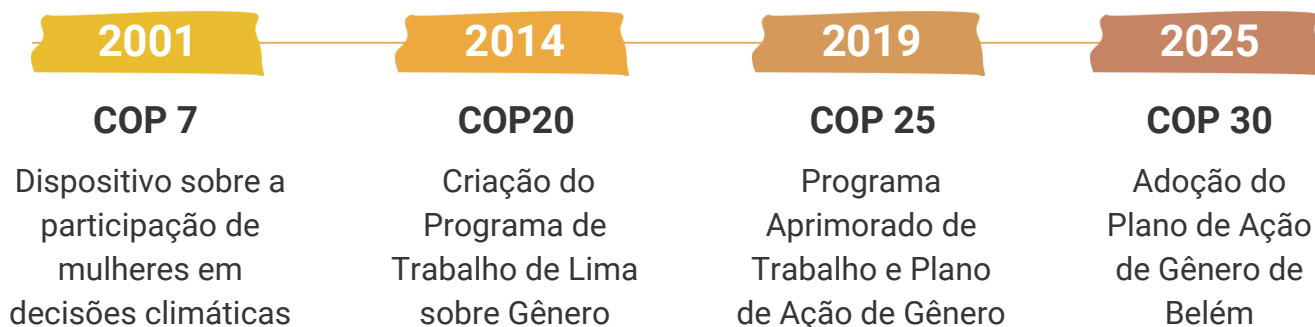 2001
COP 7
Dispositivo sobre a
participação de
mulheres em
decisões climáticas
2014
COP20
Criação do
Programa de
Trabalho de Lima
sobre Gênero
2019
COP 25
Programa
Aprimorado de
Trabalho e Plano
de Ação de Gênero
2025
COP 30
Adoção do
Plano de Ação
de Gênero de
Belém